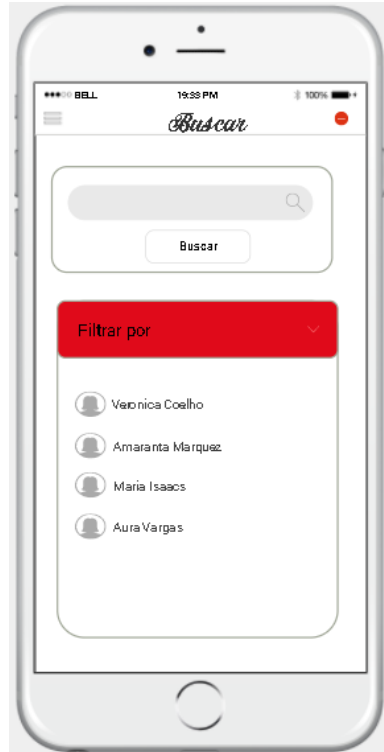 BELL 19:33 PM 100%
Buscar
Buscar
Filtrar por
Veronica Coelho
Amaranta Marquez
Maria Isaacs
Aura Vargas